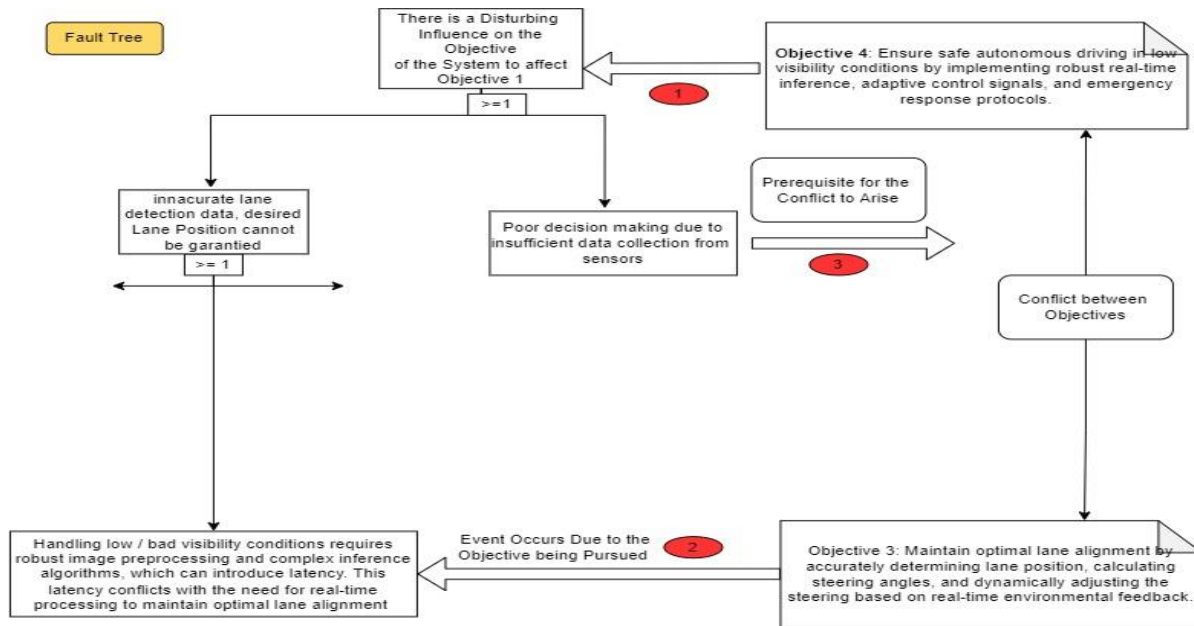 Fault Tree
There is a Disturbing
Influence on the
Objective
of the System to affect
Objective 1
>=1
1
Objective 4: Ensure safe autonomous driving in low
visibility conditions by implementing robust real-time
inference, adaptive control signals, and emergency
response protocols.
innacurate lane
detection data, desired
Lane Position cannot
be garantied
>= 1
Poor decision making due to
insufficient data collection from
sensors
Prerequisite for the
Conflict to Arise
3
Conflict between
Objectives
Handling low / bad visibility conditions requires
robust image preprocessing and complex inference
algorithms, which can introduce latency. This
latency conflicts with the need for real-time
processing to maintain optimal lane alignment
Event Occurs Due to the
Objective being Pursued
2
Objective 3: Maintain optimal lane alignment by
accurately determining lane position, calculating
steering angles, and dynamically adjusting the
steering based on real-time environmental feedback.